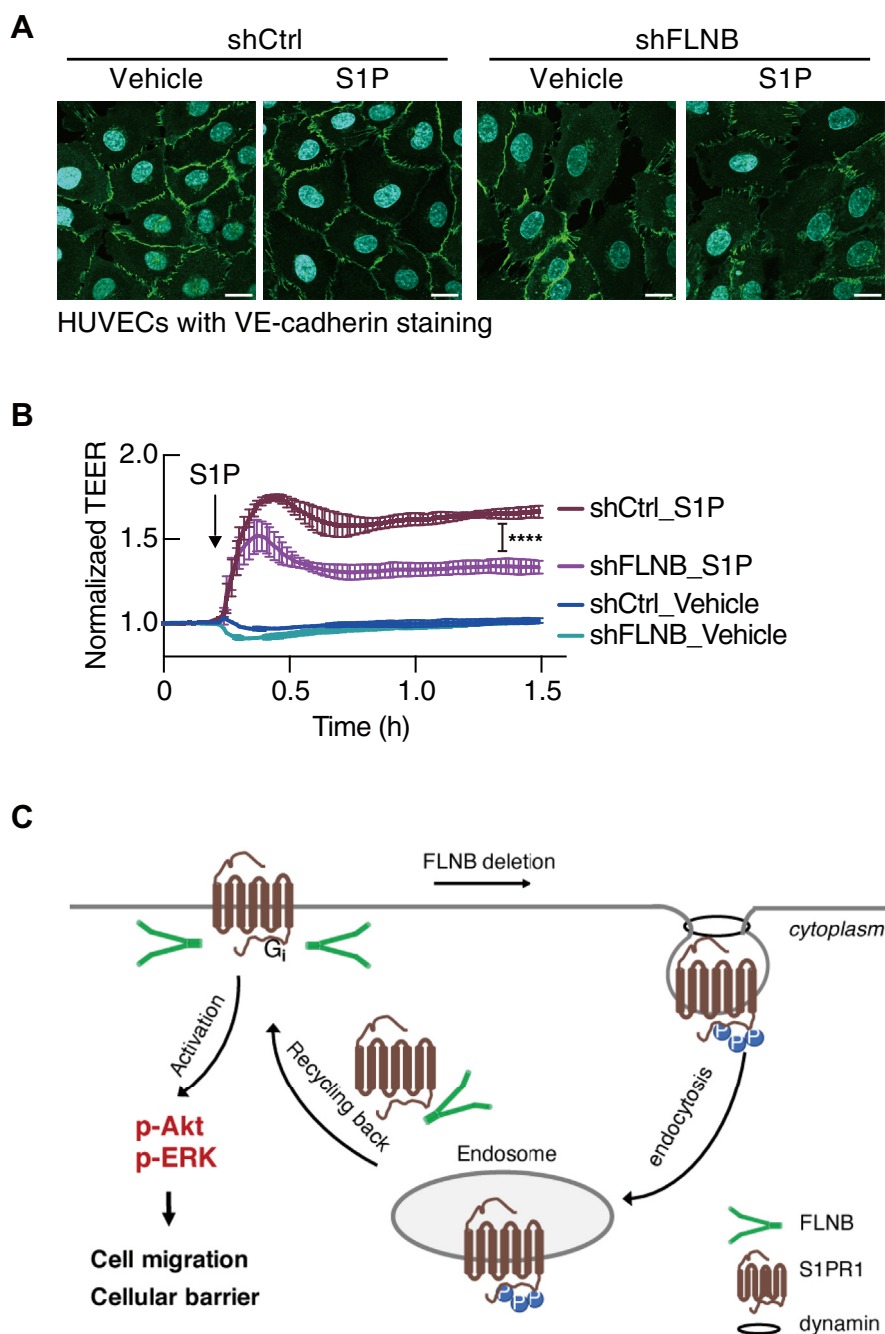 A
shCtrl
shFLNB
Vehicle
S1P
Vehicle
S1P
HUVECs with VE-cadherin staining
B
Normalizaed TEER
2.0
1.5
1.0
S1P
shCtrl_S1P
****
shFLNB_S1P
shCtrl_Vehicle
shFLNB_Vehicle
0
0.5
1.0
1.5
Time (h)
C
FLNB deletion
cytoplasm
Gi
Activation
Recycling back
P
P
P
endocytosis
p-Akt
p-ERK
Endosome
Cell migration
Cellular barrier
P
P
P
FLNB
S1PR1
dynamin